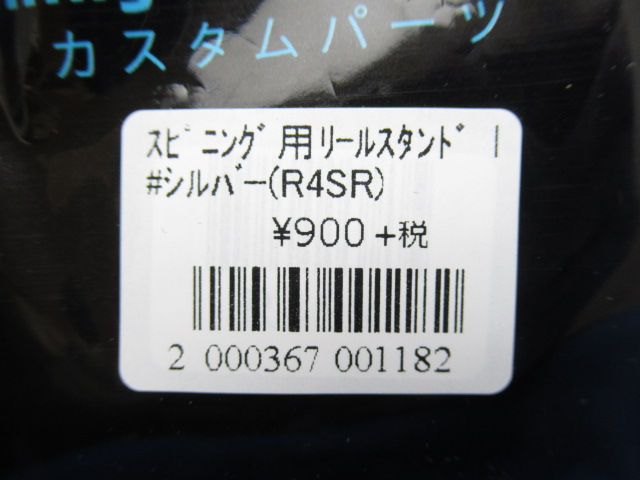 カスタムパーツ
ｽﾋﾟﾆﾝｸﾞ用ﾘｰﾙｽﾀﾝﾄﾞ I
#シルバー(R4SR)
¥900+税
2 000367 001182